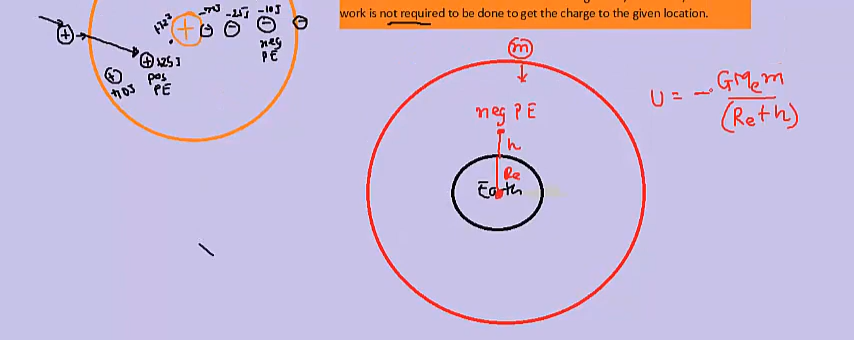 work is not required to be done to get the charge to the given location.
-25J
-10J
neg
PE
+25J
pos
PE
+10J
m
neg PE
h
Re
Earth
U = - GMem
(Re+h)